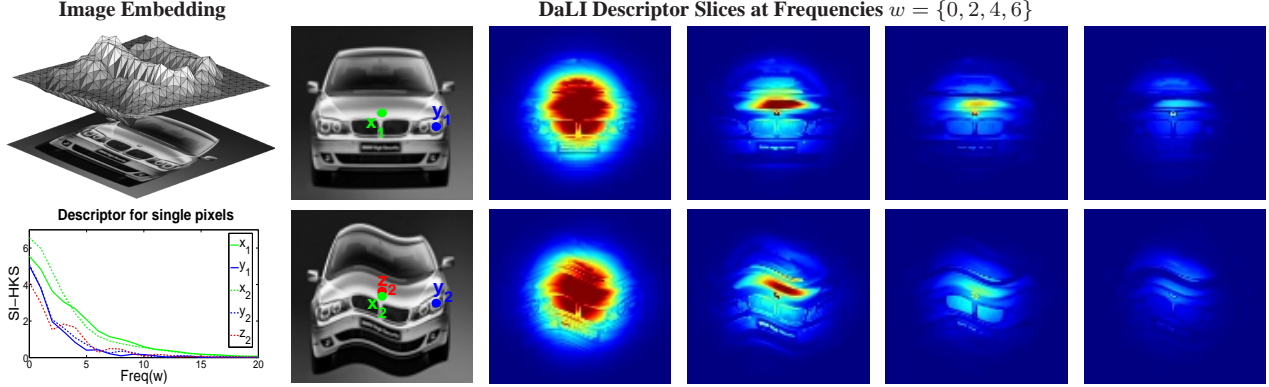 Image Embedding
DaLI Descriptor Slices at Frequencies w = {0, 2, 4, 6}
x1
y1
Descriptor for single pixels
SI-HKS
6
4
2
0
0
5
10
15
20
Freq(w)
x1
y1
x2
y2
z2
z2
x2
y2